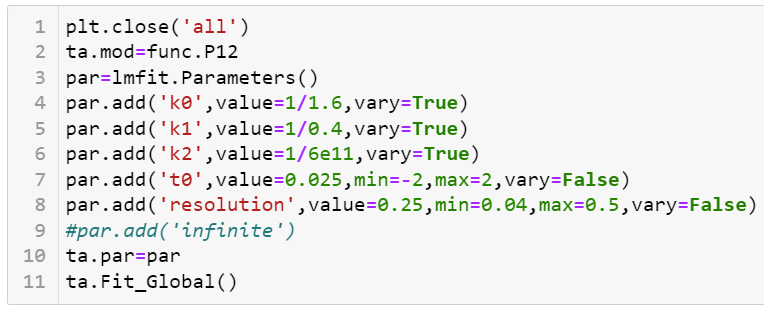 1 plt.close('all')
2 ta.mod=func.P12
3 par=lmfit.Parameters()
4 par.add('k0',value=1/1.6,vary=True)
5 par.add('k1',value=1/0.4,vary=True)
6 par.add('k2',value=1/6e11,vary=True)
7 par.add('t0',value=0.025,min=-2,max=2,vary=False)
8 par.add('resolution',value=0.25,min=0.04,max=0.5,vary=False)
9 #par.add('infinite')
10 ta.par=par
11 ta.Fit_Global()